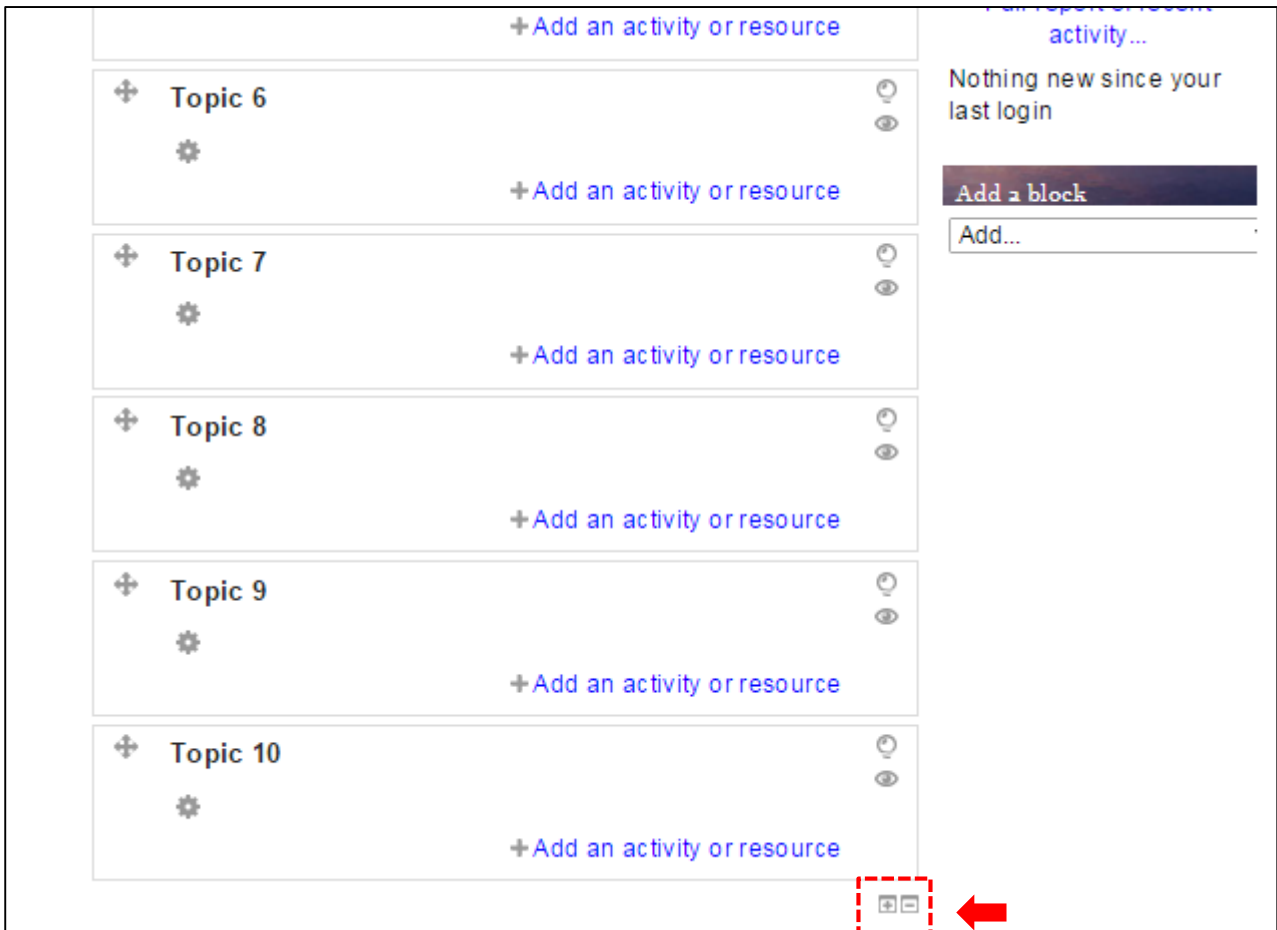 Add an activity or resource
Topic 6
Add an activity or resource
Topic 7
Add an activity or resource
Topic 8
Add an activity or resource
Topic 9
Add an activity or resource
Topic 10
Add an activity or resource
activity...
Nothing new since your
last login
Add a block
Add...